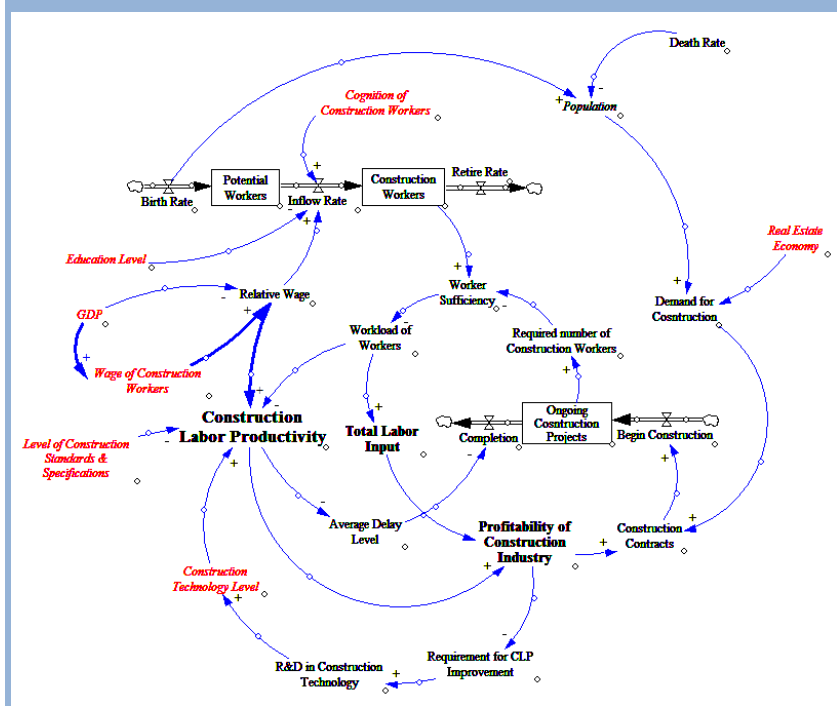 Death Rate
Cognition of
Construction Workers
+
-
Population
+
Potential
Workers
Construction
Workers
Retire Rate
Birth Rate
Inflow Rate
-
+
Education Level
Real Estate
Economy
+
Worker
Sufficiency
+
-
Relative Wage
-
+
GDP
Demand for
Cosntruction
-
Workload of
Workers
Required number of
Construction Workers
+
Wage of Construction
Workers
+
+
-
+
Construction
Labor Productivity
Total Labor
Input
Ongoing
Cosntruction
Projects
Completion
Begin Construction
Level of Construction
Standards &
Specifications
-
+
-
+
-
Average Delay
Level
Profitability of
Construction
Industry
+
+
Construction
Contracts
+
Construction
Technology Level
+
+
-
R&D in Construction
Technology
+
Requirement for CLP
Improvement